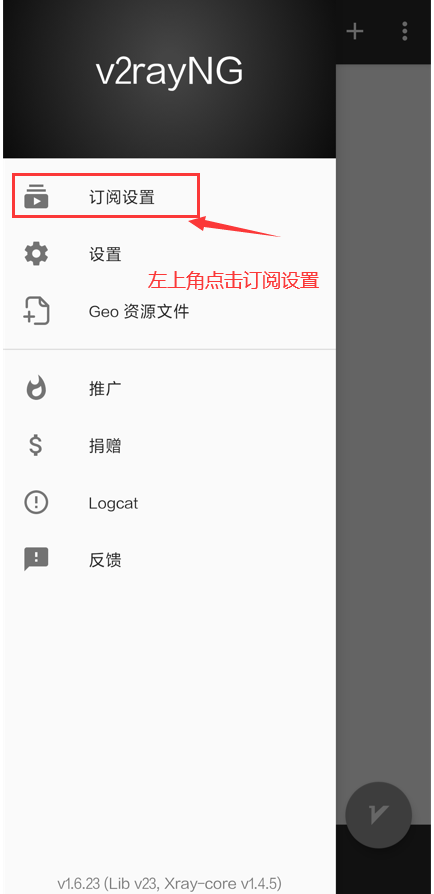 v2rayNG
订阅设置
设置
左上角点击订阅设置
Geo 资源文件
推广
捐赠
Logcat
反馈
v1.6.23 (Lib v23, Xray-core v1.4.5)